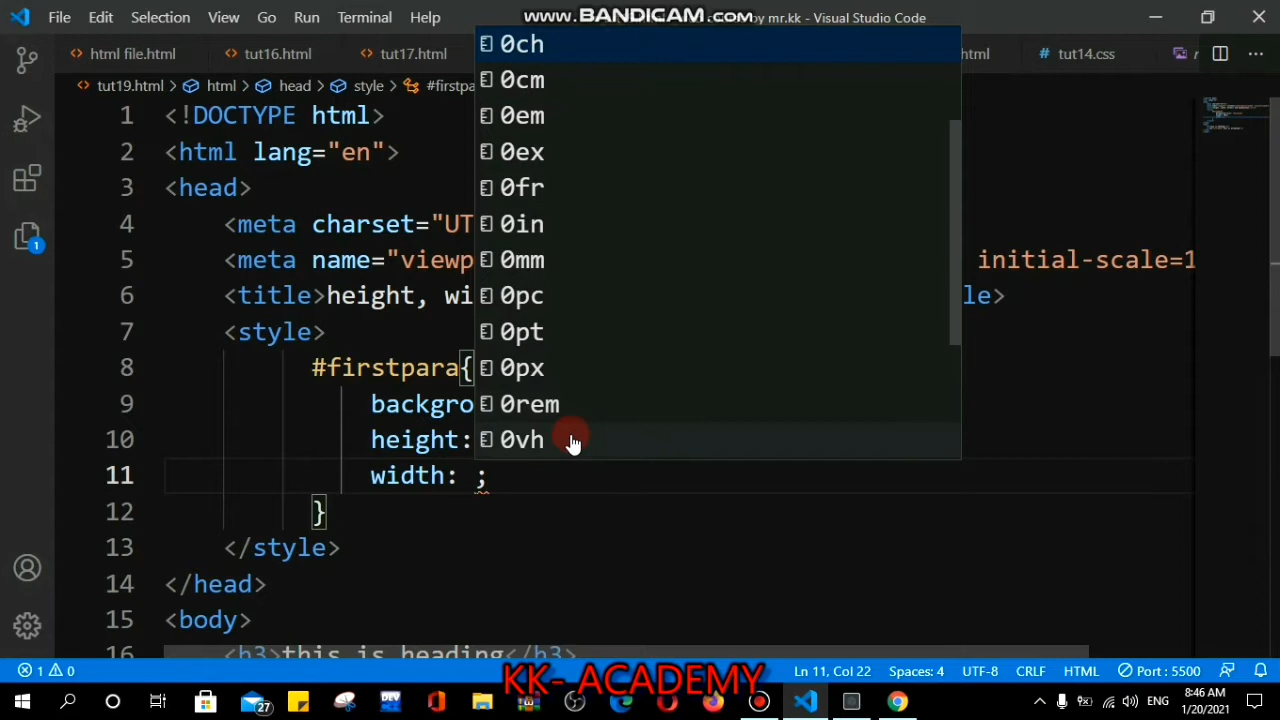 File Edit Selection View Go Run Terminal Help
www.BANDICAM.com by mr.kk - Visual Studio Code
html file.html tut16.html tut17.html html # tut14.css
tut19.html > html > head > style > #firstpa
1 <!DOCTYPE html>
2 <html lang="en">
3 <head>
4 <meta charset="UT
5 <meta name="viewp initial-scale=1
6 <title>height, wi le>
7 <style>
8 #firstpara{
9 backgro
10 height:
11 width: ;
12 }
13 </style>
14 </head>
15 <body>
16 <h3>this is heading</h3>
0ch
0cm
0em
0ex
0fr
0in
0mm
0pc
0pt
0px
0rem
0vh
1
1 0 Ln 11, Col 22 Spaces: 4 UTF-8 CRLF HTML Port : 5500
KK- ACADEMY
27 DEV ENG 8:46 AM
1/20/2021